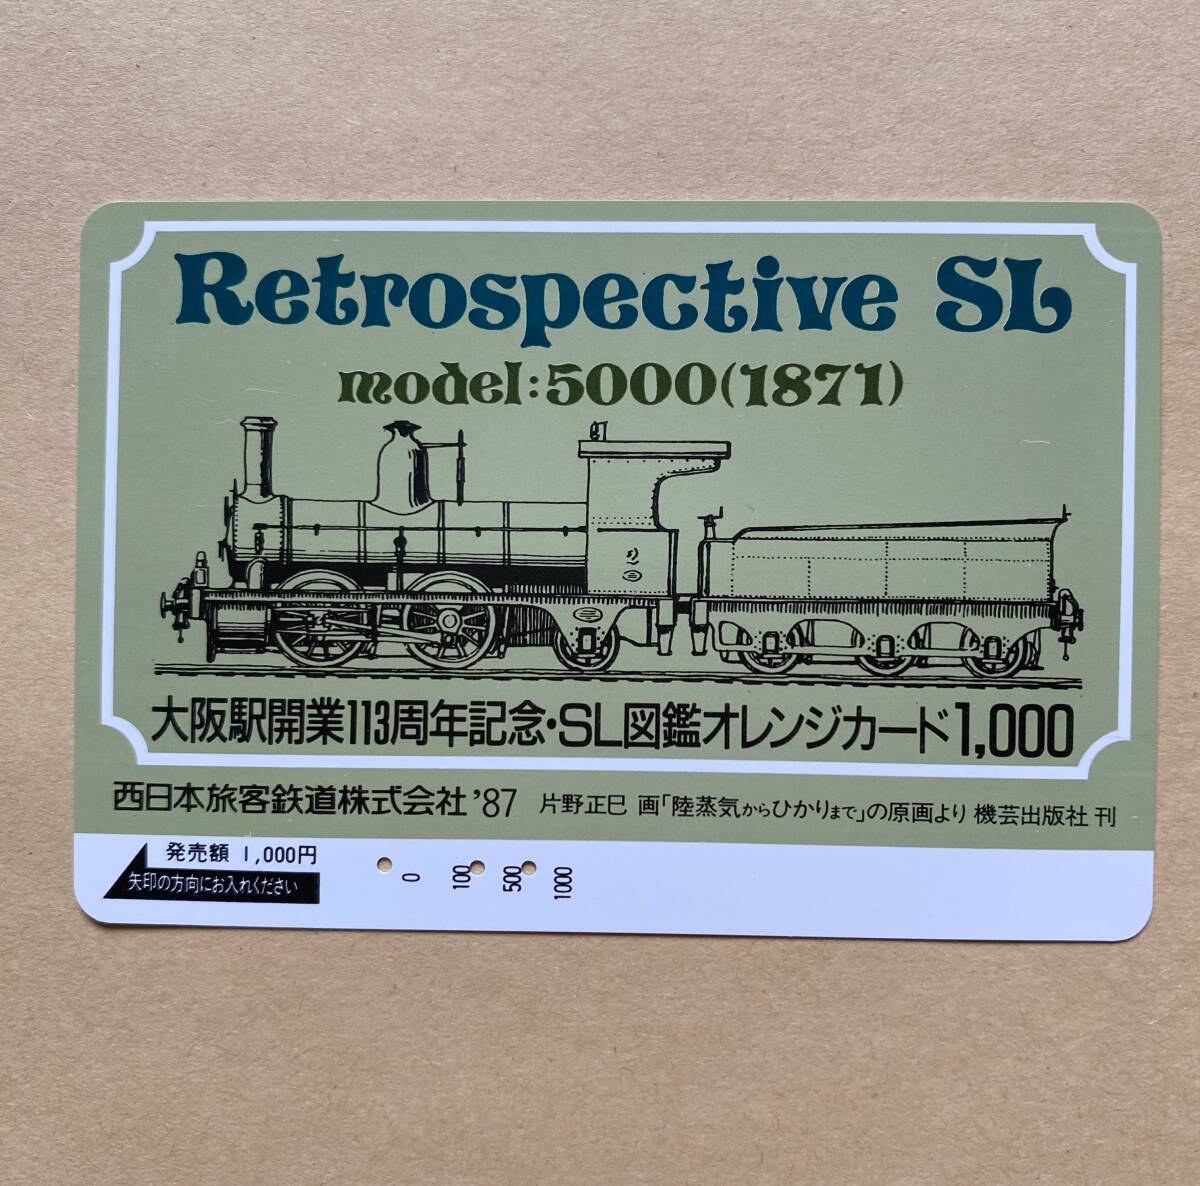 Retrospective SL
model:5000(1871)
大阪駅開業113周年記念・SL図鑑オレンジカード1,000
西日本旅客鉄道株式会社 '87 片野正巳 画「陸蒸気からひかりまで」の原画より 機芸出版社 刊
発売額 1,000円
矢印の方向にお入れください
0 100 500 1000